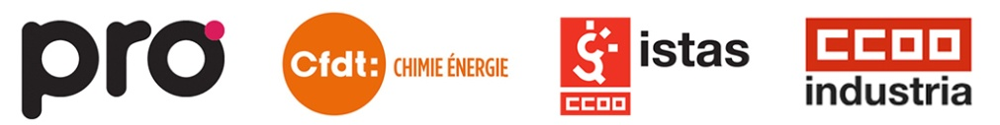 pro
Cfdt: CHIMIE ÉNERGIE
istas
CCOO
CCOO
industria